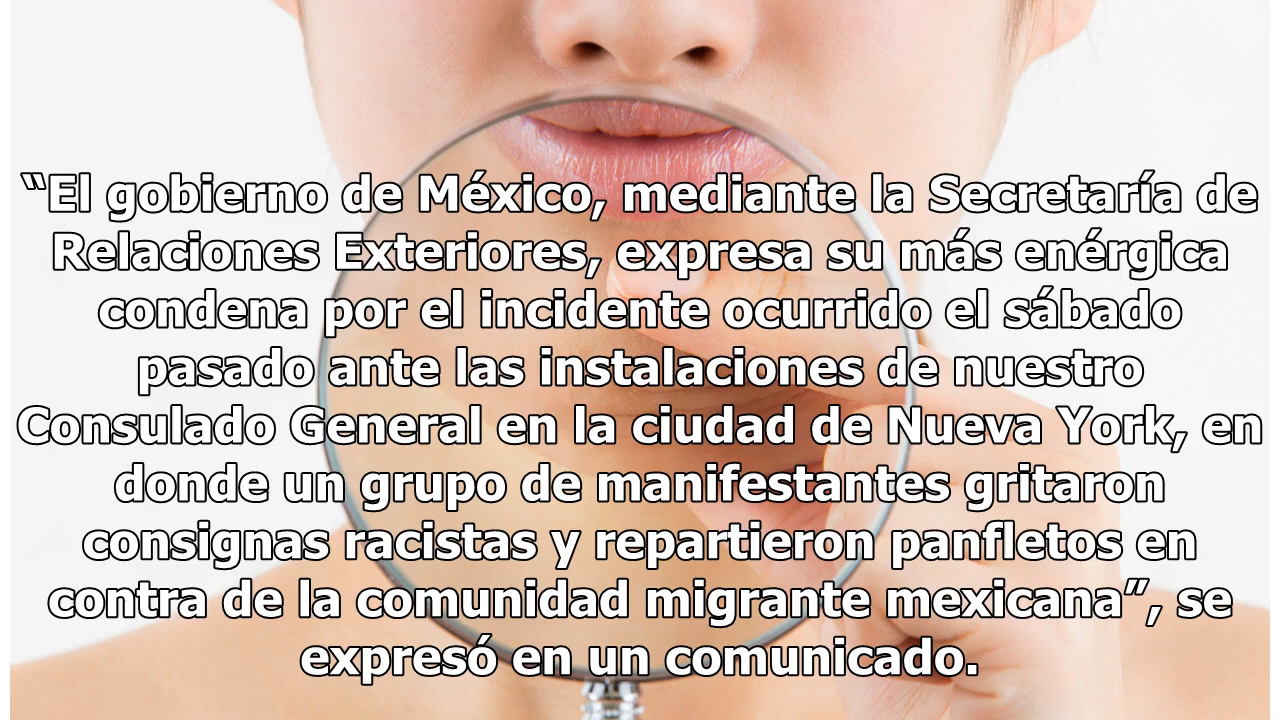 “El gobierno de México, mediante la Secretaría de
Relaciones Exteriores, expresa su más enérgica
condena por el incidente ocurrido el sábado
pasado ante las instalaciones de nuestro
Consulado General en la ciudad de Nueva York, en
donde un grupo de manifestantes gritaron
consignas racistas y repartieron panfletos en
contra de la comunidad migrante mexicana”, se
expresó en un comunicado.